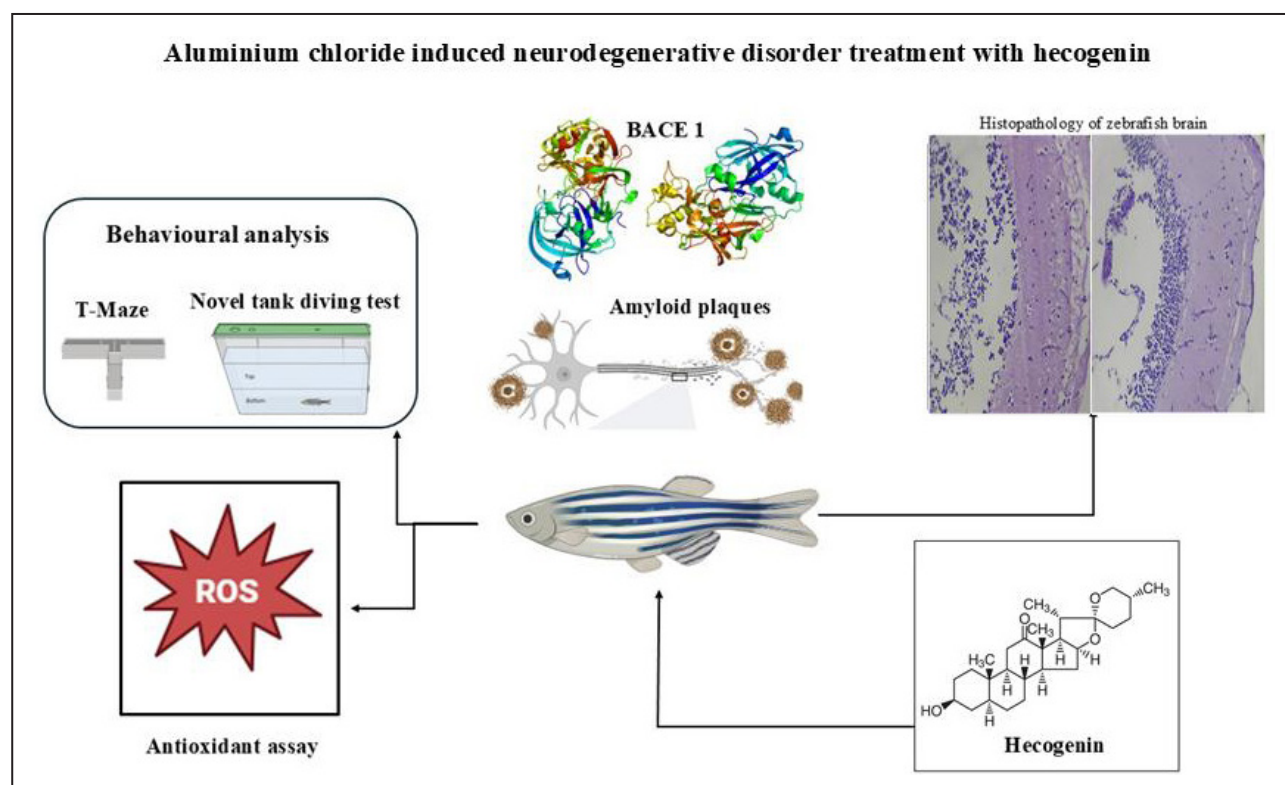 Aluminium chloride induced neurodegenerative disorder treatment with hecogenin
BACE 1
Histopathology of zebrafish brain
Behavioural analysis
T-Maze
Novel tank diving test
Top
Bottom
Amyloid plaques
ROS
Antioxidant assay
CH₃
O
CH₃
O
CH₃
O
H
CH₃
H
H
H
H
HO
H
Hecogenin